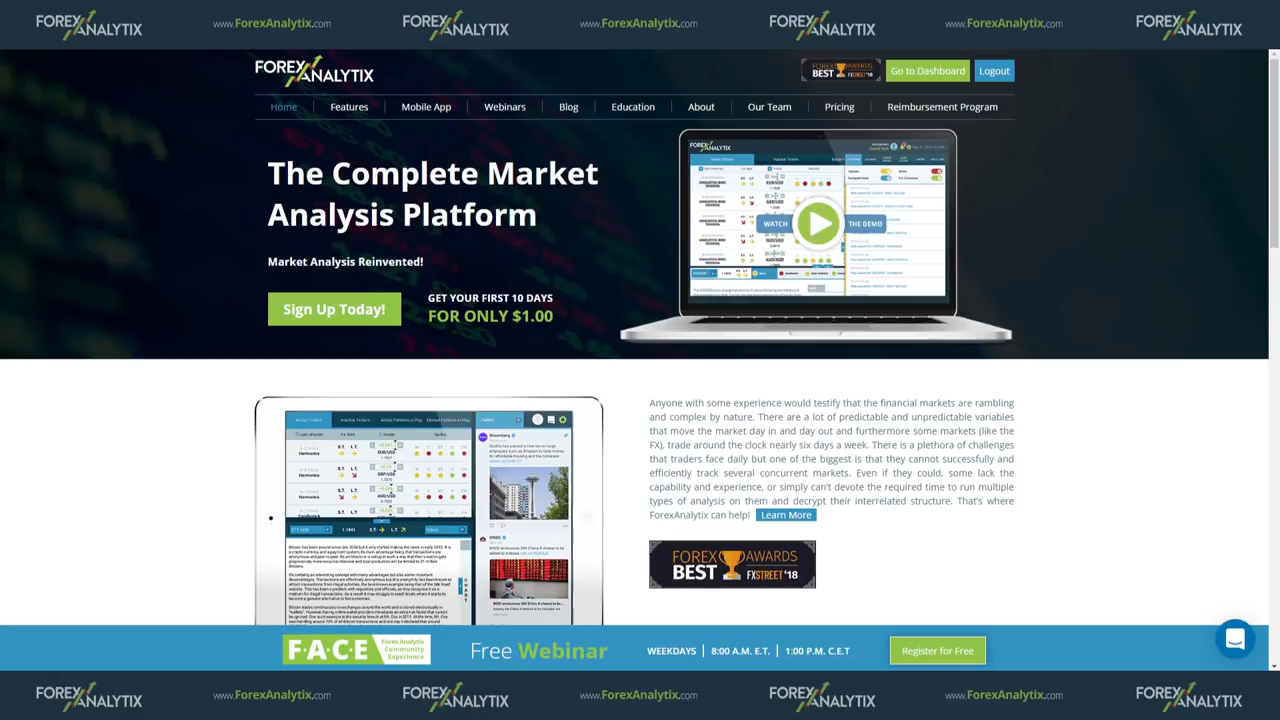 FOREX ANALYTIX www.ForexAnalytix.com FOREX ANALYTIX www.ForexAnalytix.com FOREX ANALYTIX www.ForexAnalytix.com FOREX ANALYTIX
FOREX ANALYTIX
FOREX AWARDS BEST FXSTREET'18
Go to Dashboard
Logout
Home Features Mobile App Webinars Blog Education About Our Team Pricing Reimbursement Program
The Complete Market
Analysis Platform
Market Analysis Reinvented!
Sign Up Today!
FIRST 10 DAYS
FOR ONLY $1.00
FOREX ANALYTIX
WATCH THE DEMO
Anyone with some experience would testify that the financial markets are rambling
and complex by nature. There are a lot of predictable and unpredictable variables
that move the market day in and day out and furthermore some markets (like the
FX), trade around the clock nearly six days a week. There is a plethora of challenges
that traders face daily but one of the biggest is that they cannot successfully and
efficiently track several concurrent markets. Even if they could, some lack the
capability and experience, or simply can't devote the required time to run multiple
types of analysis on them and decrypt their interrelated structure. That's where
ForexAnalytix can help! Learn More
FOREX AWARDS
BEST FXSTREET'18
F·A·C·E Forex Analytix
Community
Experience
Free Webinar
WEEKDAYS | 8:00 A.M. E.T. | 1:00 P.M. C.E.T
Register for Free
FOREX ANALYTIX www.ForexAnalytix.com FOREX ANALYTIX www.ForexAnalytix.com FOREX ANALYTIX www.ForexAnalytix.com FOREX ANALYTIX